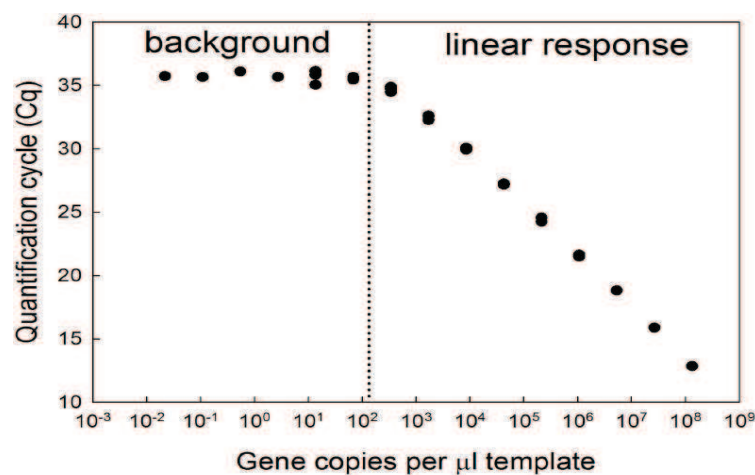 background linear response
Quantification cycle (Cq)
40
35
30
25
20
15
10
10⁻³ 10⁻² 10⁻¹ 10⁰ 10¹ 10² 10³ 10⁴ 10⁵ 10⁶ 10⁷ 10⁸ 10⁹
Gene copies per µl template